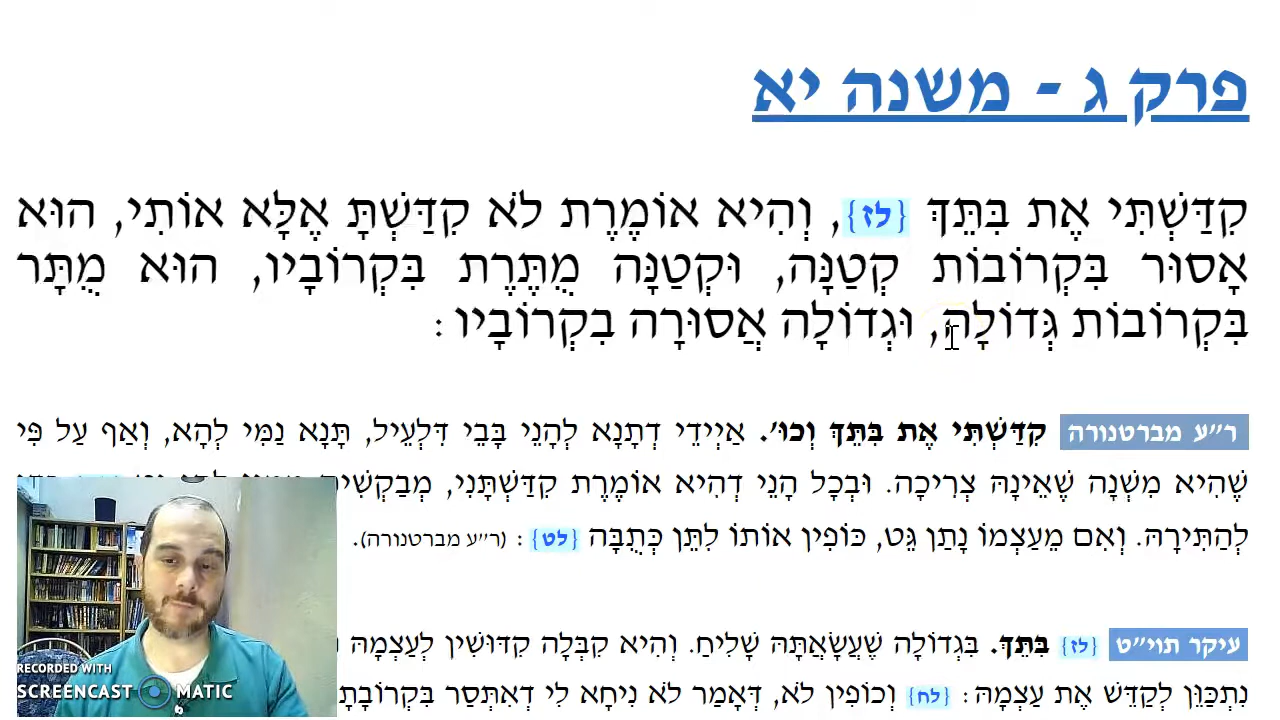 פרק ג - משנה יא
קִדַּשְׁתִּי אֶת בִּתֵּךְ {לז}, וְהִיא אוֹמֶרֶת לֹא קִדַּשְׁתָּ אֶלָּא אוֹתִי, הוּא
אָסוּר בִּקְרוֹבוֹת קְטַנָּה, וּקְטַנָּה מֻתֶּרֶת בִּקְרוֹבָיו, הוּא מֻתָּר
בִּקְרוֹבוֹת גְּדוֹלָה, וּגְדוֹלָה אֲסוּרָה בִקְרוֹבָיו:
ר״ע מברטנורה קִדַּשְׁתִּי אֶת בִּתֵּךְ וְכוּ׳. אַיְּידֵי דְתָנָא לְהָנֵי בָּבֵי דִּלְעֵיל, תָּנָא נַמִּי לְהָא, וְאַף עַל פִּי
שֶׁהִיא מִשְׁנָה שֶׁאֵינָהּ צְרִיכָה. וּבְכָל הָנֵי דְהִיא אוֹמֶרֶת קִדַּשְׁתָּנִי, מְבַקְשִׁין
לְהַתִּירָהּ. וְאִם מֵעַצְמוֹ נָתַן גֵּט, כּוֹפִין אוֹתוֹ לִתֵּן כְּתֻבָּה {לט}: (ר״ע מברטנורה).
עיקר תוי״ט {לז} בִּתֵּךְ. בִּגְדוֹלָה שֶׁעֲשָׂאַתָּה שָׁלִיחַ. וְהִיא קִבְּלָה קִדּוּשִׁין לְעַצְמָהּ
נִתְכַּוֵּן לְקַדֵּשׁ אֶת עַצְמָהּ: {לח} וְכוֹפִין לֹא, דְּאָמַר לֹא נִיחָא לִי דְאִתְּסַר בִּקְרוֹבָתָ
RECORDED WITH
SCREENCAST MATIC